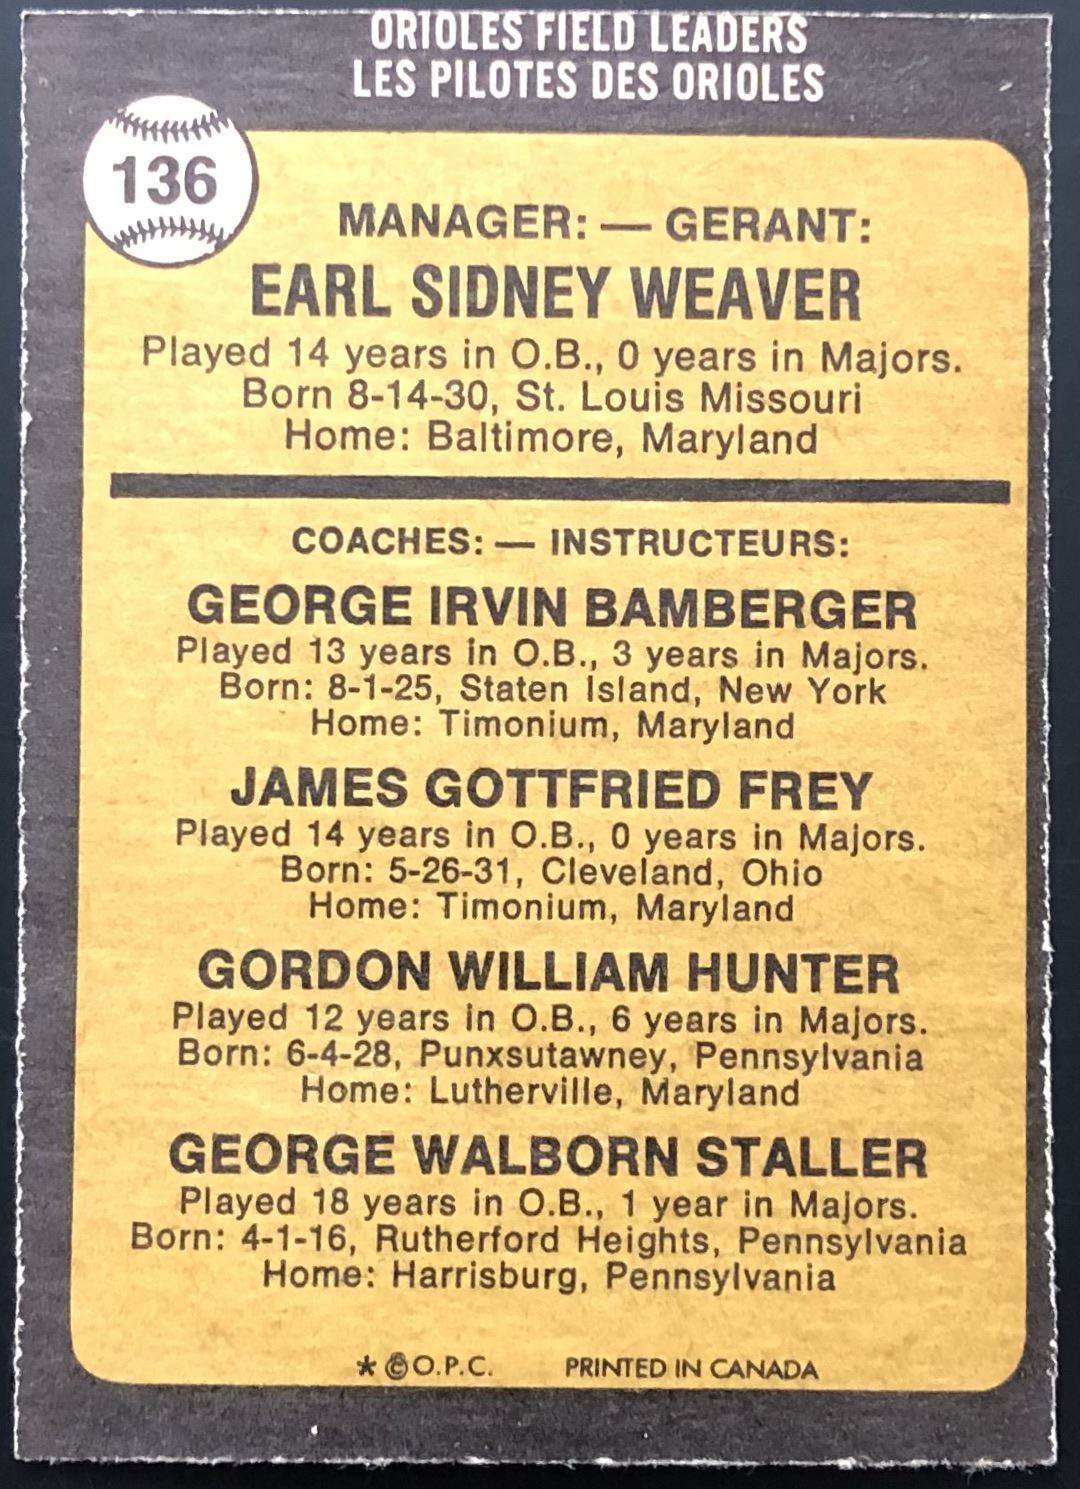 ORIOLES FIELD LEADERS
LES PILOTES DES ORIOLES
136
MANAGER: — GERANT:
EARL SIDNEY WEAVER
Played 14 years in O.B., 0 years in Majors.
Born 8-14-30, St. Louis Missouri
Home: Baltimore, Maryland
COACHES: — INSTRUCTEURS:
GEORGE IRVIN BAMBERGER
Played 13 years in O.B., 3 years in Majors.
Born: 8-1-25, Staten Island, New York
Home: Timonium, Maryland
JAMES GOTTFRIED FREY
Played 14 years in O.B., 0 years in Majors.
Born: 5-26-31, Cleveland, Ohio
Home: Timonium, Maryland
GORDON WILLIAM HUNTER
Played 12 years in O.B., 6 years in Majors.
Born: 6-4-28, Punxsutawney, Pennsylvania
Home: Lutherville, Maryland
GEORGE WALBORN STALLER
Played 18 years in O.B., 1 year in Majors.
Born: 4-1-16, Rutherford Heights, Pennsylvania
Home: Harrisburg, Pennsylvania
* © O.P.C. PRINTED IN CANADA